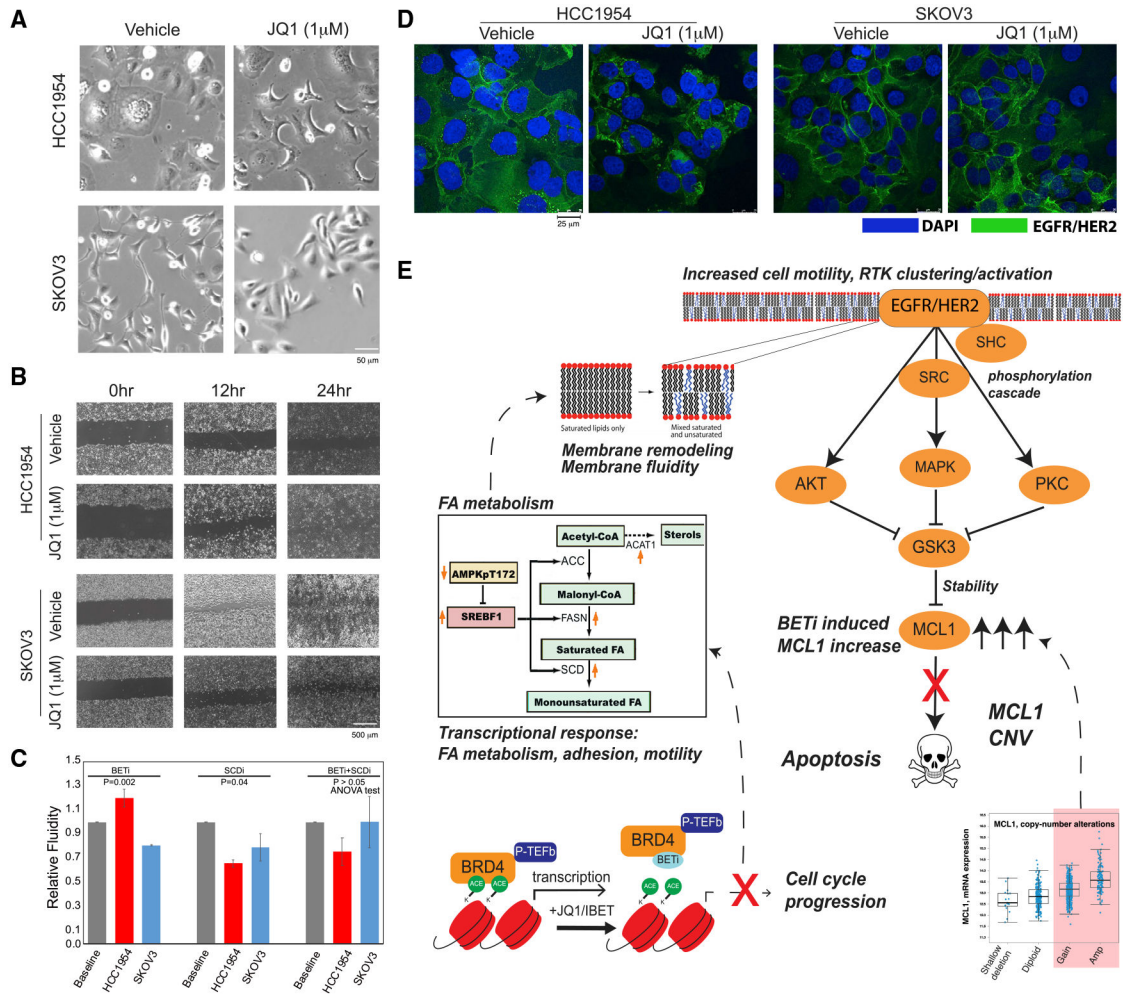 A
Vehicle
JQ1 (1μM)
HCC1954
SKOV3
50 μm
B
0hr
12hr
24hr
HCC1954
Vehicle
JQ1 (1μM)
SKOV3
Vehicle
JQ1 (1μM)
500 μm
C
Relative Fluidity
1.5
1.3
1.1
0.9
0.7
0.4
0.2
0.0
BETi
P=0.002
SCDi
P=0.04
BETi+SCDi
P > 0.05
ANOVA test
Baseline
HCC1954
SKOV3
Baseline
HCC1954
SKOV3
Baseline
HCC1954
SKOV3
D
HCC1954
Vehicle
JQ1 (1μM)
SKOV3
Vehicle
JQ1 (1μM)
25 μm
DAPI
EGFR/HER2
E
Increased cell motility, RTK clustering/activation
EGFR/HER2
SHC
SRC
phosphorylation
cascade
Saturated lipids only
Mixed saturated
and unsaturated
Membrane remodeling
Membrane fluidity
AKT
MAPK
PKC
GSK3
Stability
FA metabolism
Acetyl-CoA
Sterols
ACAT1
ACC
AMPKpT172
Malonyl-CoA
SREBF1
FASN
Saturated FA
SCD
Monounsaturated FA
Transcriptional response:
FA metabolism, adhesion, motility
BETi induced
MCL1 increase
MCL1
X
MCL1
CNV
Apoptosis
BRD4
P-TEFb
ACE
ACE
K
K
transcription
+JQ1/IBET
P-TEFb
BRD4
BETi
ACE
ACE
K
K
X
Cell cycle
progression
MCL1, copy-number alterations
MCL1, mRNA expression
Shallow
deletion
Diploid
Gain
Amp